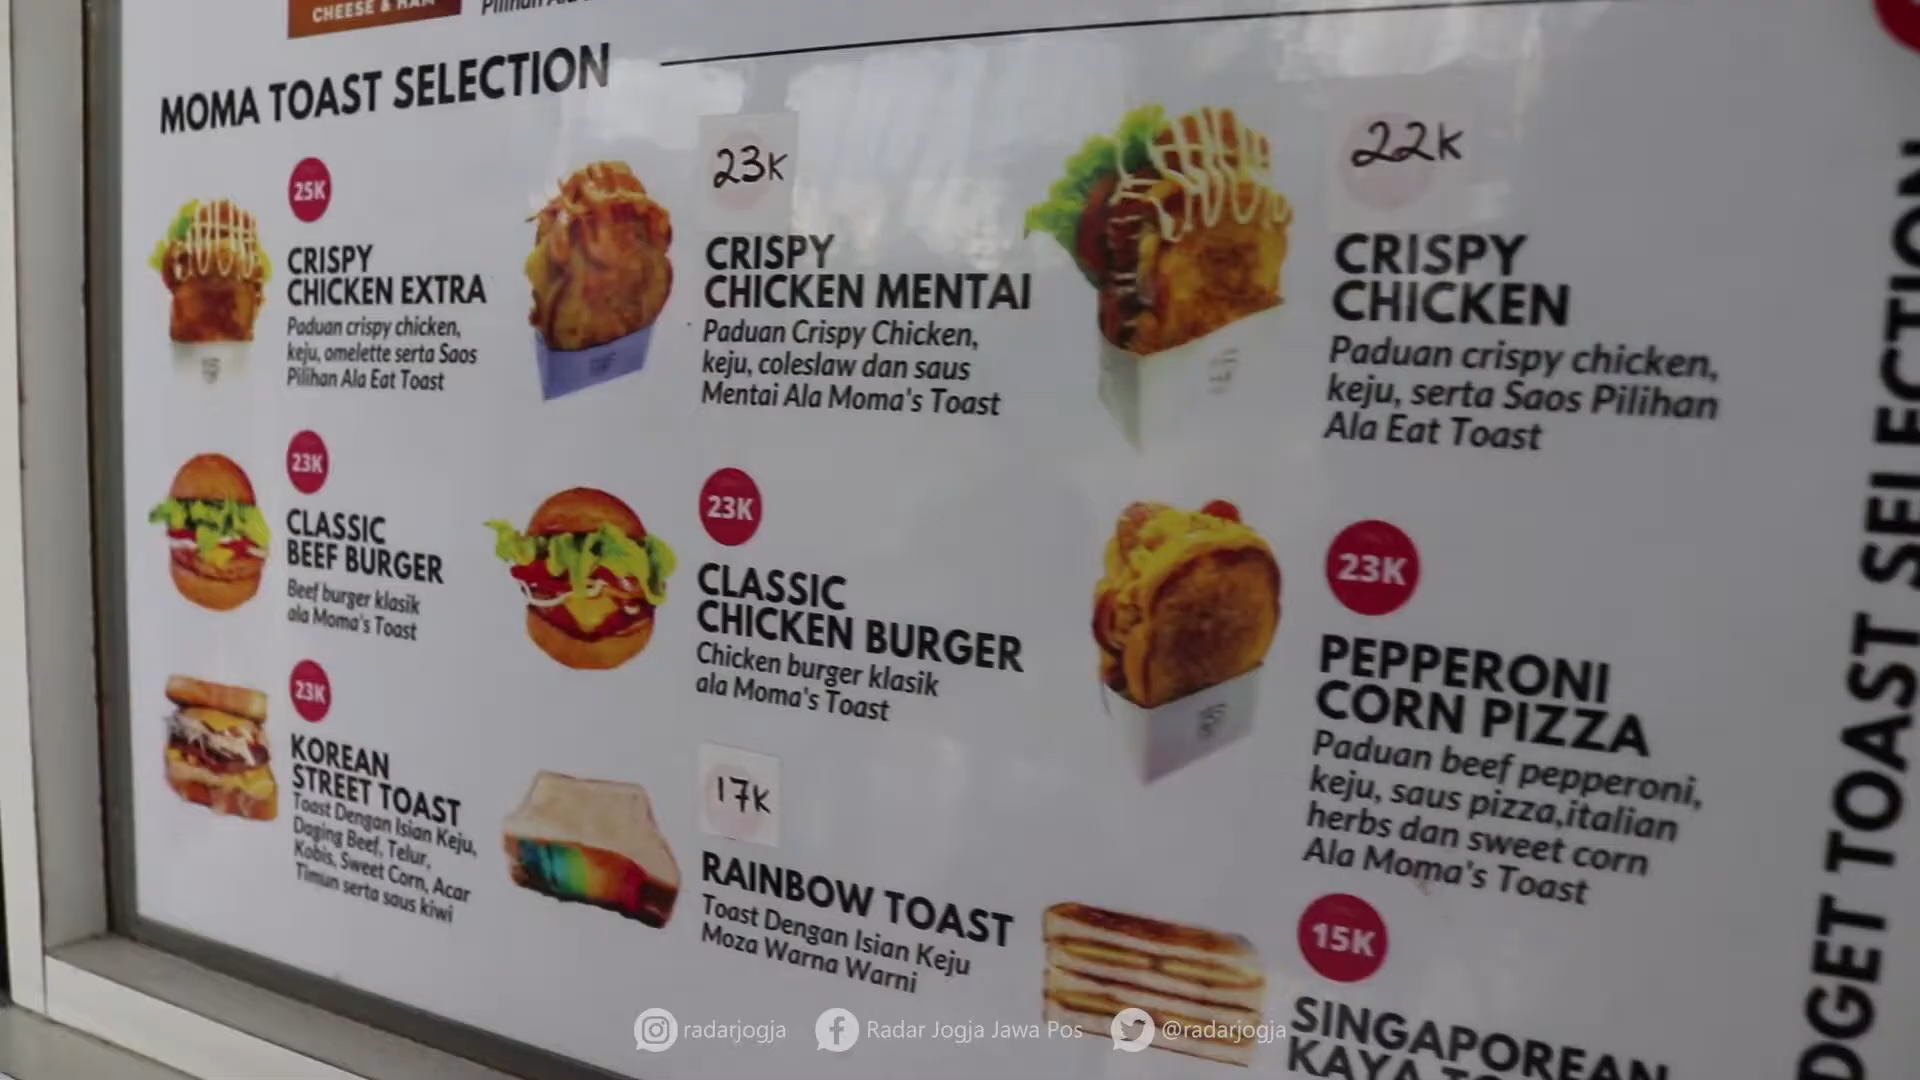 CHEESE & HAM
MOMA TOAST SELECTION
25K
CRISPY
CHICKEN EXTRA
Paduan crispy chicken,
keju, omelette serta Saos
Pilihan Ala Eat Toast
23K
CRISPY
CHICKEN MENTAI
Paduan Crispy Chicken,
keju, coleslaw dan saus
Mentai Ala Moma's Toast
22K
CRISPY
CHICKEN
Paduan crispy chicken,
keju, serta Saos Pilihan
Ala Eat Toast
23K
CLASSIC
BEEF BURGER
Beef burger klasik
ala Moma's Toast
23K
CLASSIC
CHICKEN BURGER
Chicken burger klasik
ala Moma's Toast
23K
PEPPERONI
CORN PIZZA
Paduan beef pepperoni,
keju, saus pizza,italian
herbs dan sweet corn
Ala Moma's Toast
23K
KOREAN
STREET TOAST
Toast Dengan Isian Keju,
Daging Beef, Telur,
Kobis, Sweet Corn, Acar
Timun serta saus kiwi
17K
RAINBOW TOAST
Toast Dengan Isian Keju
Moza Warna Warni
15K
SINGAPOREAN
KAYA
TOAST SELECTION
radarjogja
Radar Jogja Jawa Pos
@radarjogja